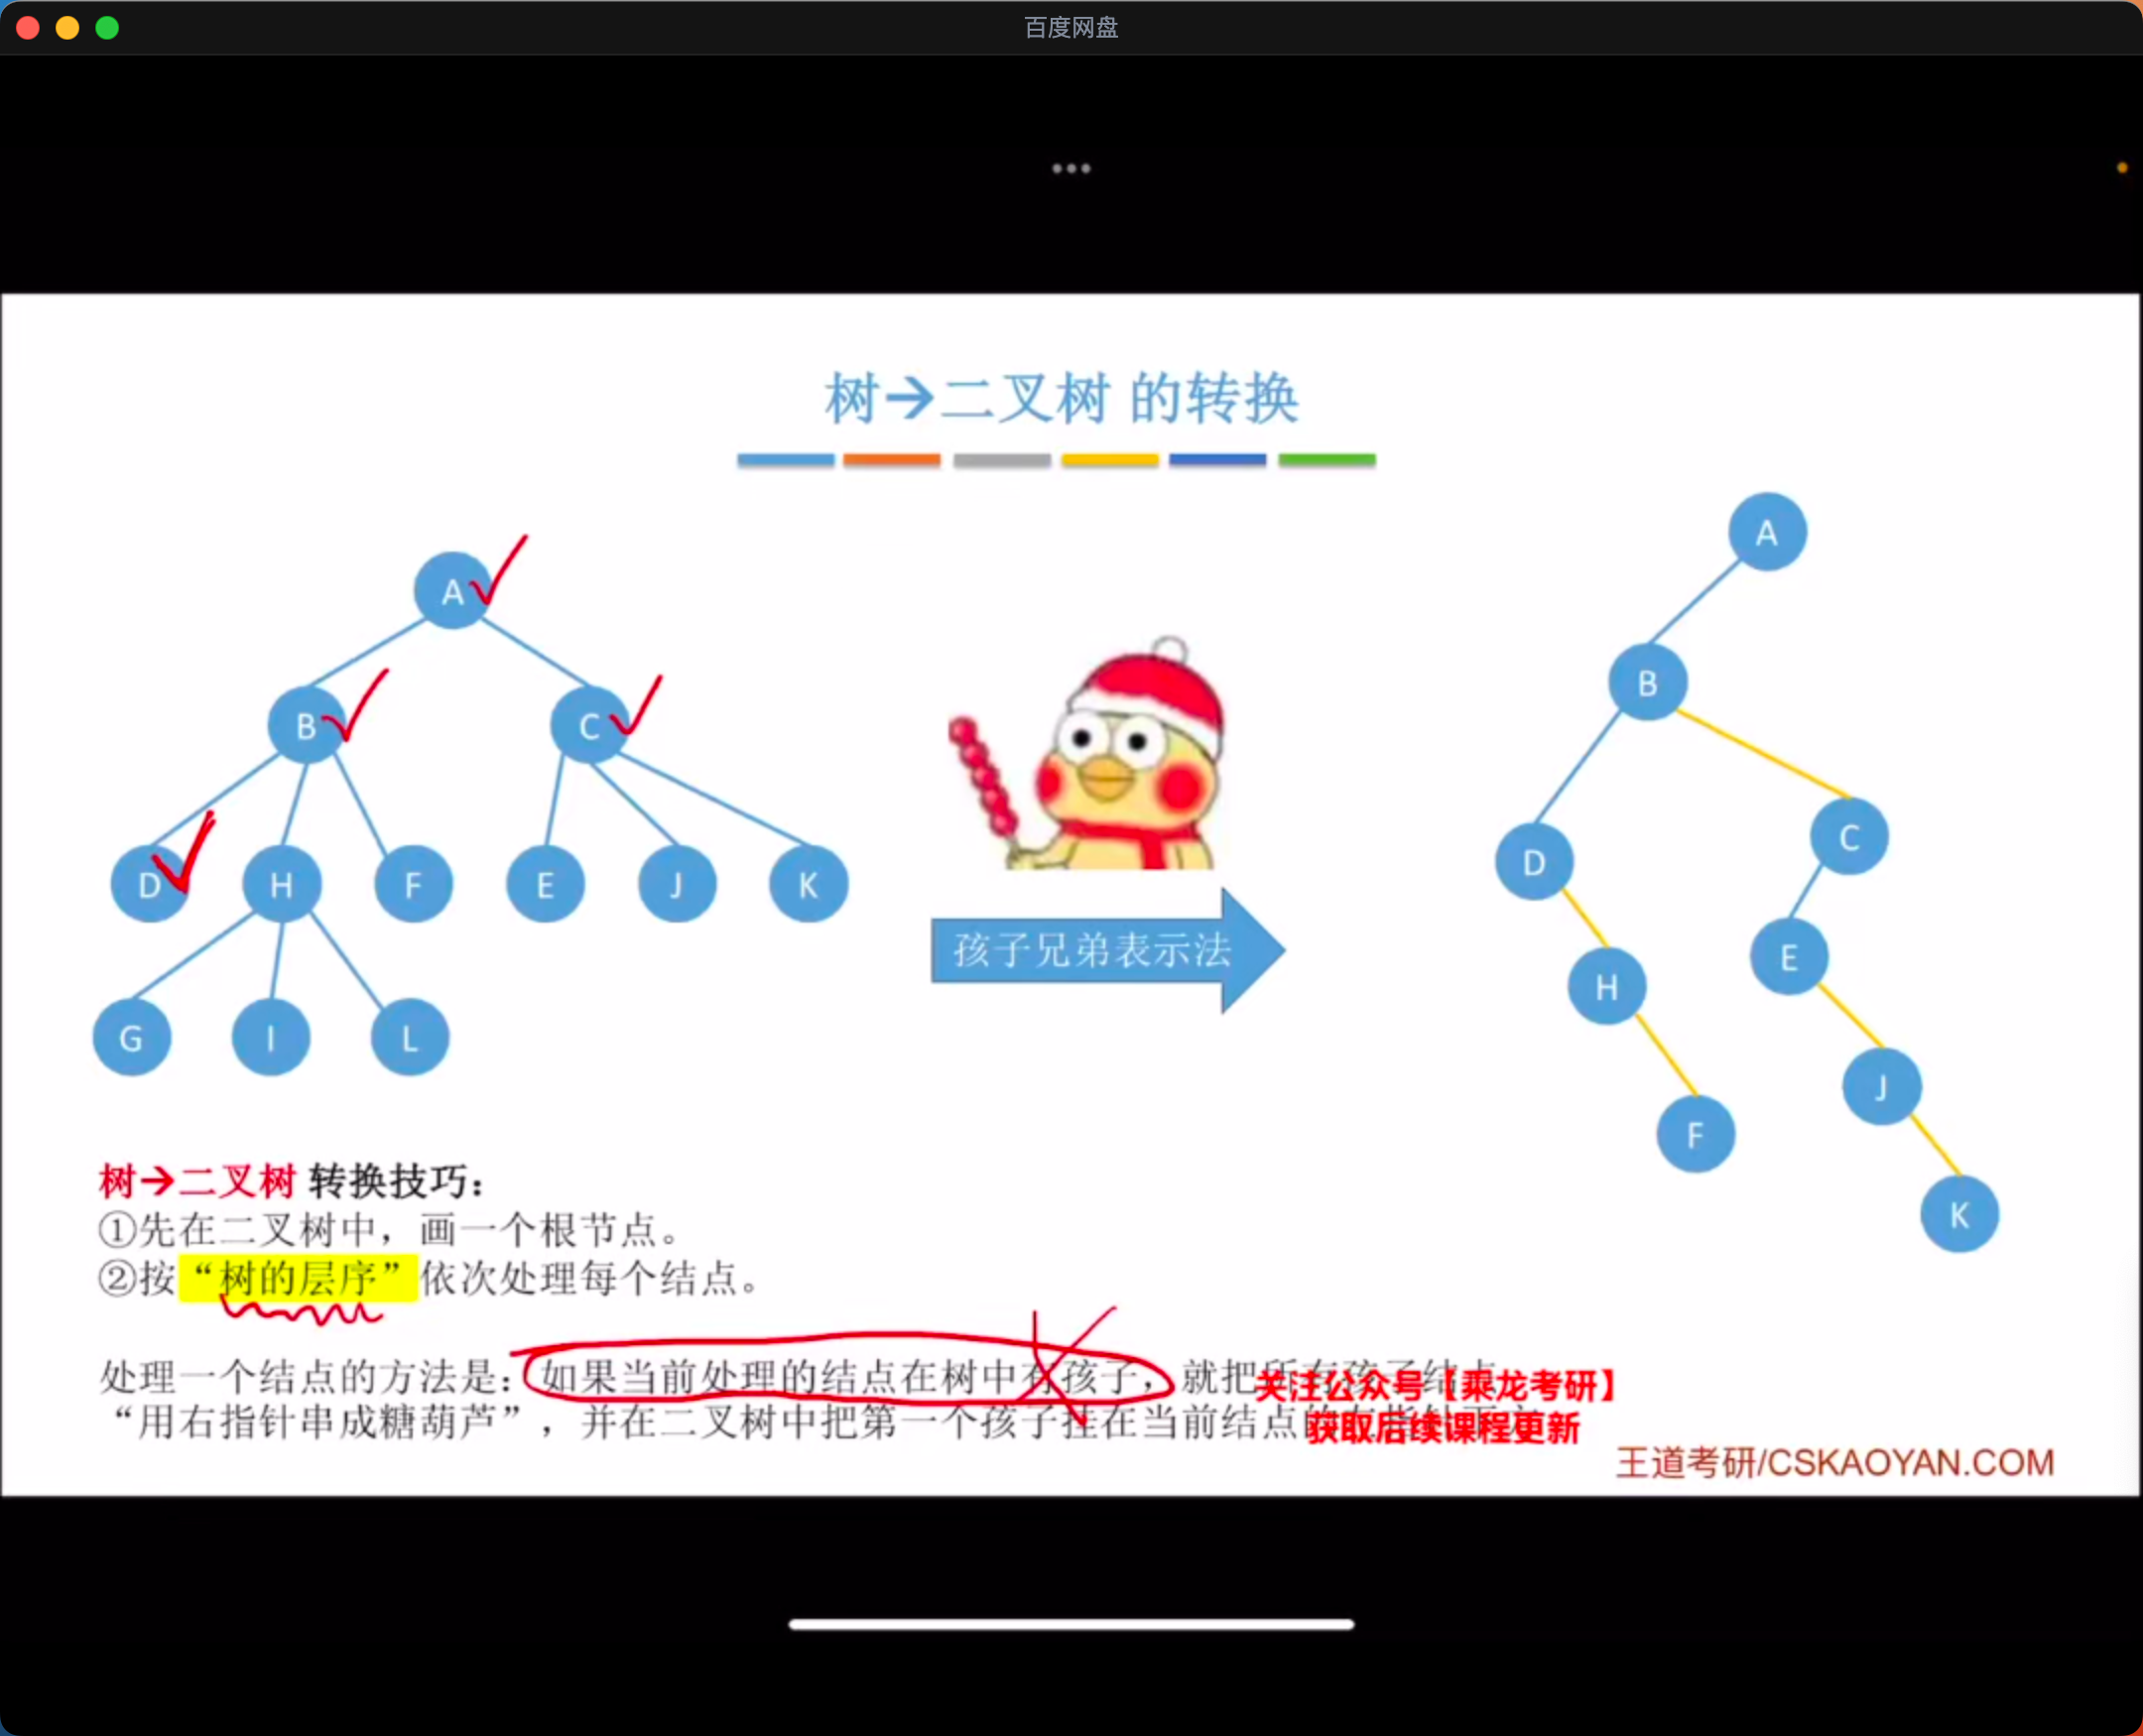 百度网盘
树→二叉树 的转换
A
B
C
D
H
F
E
J
K
G
I
L
孩子兄弟表示法
A
B
C
D
E
H
J
F
K
树→二叉树 转换技巧：
①先在二叉树中，画一个根节点。
②按“树的层序”依次处理每个结点。
处理一个结点的方法是：如果当前处理的结点在树中有孩子，就把所有孩子结点
“用右指针串成糖葫芦”，并在二叉树中把第一个孩子挂在当前结点的
关注公众号【乘龙考研】
获取后续课程更新
王道考研/CSKAOYAN.COM